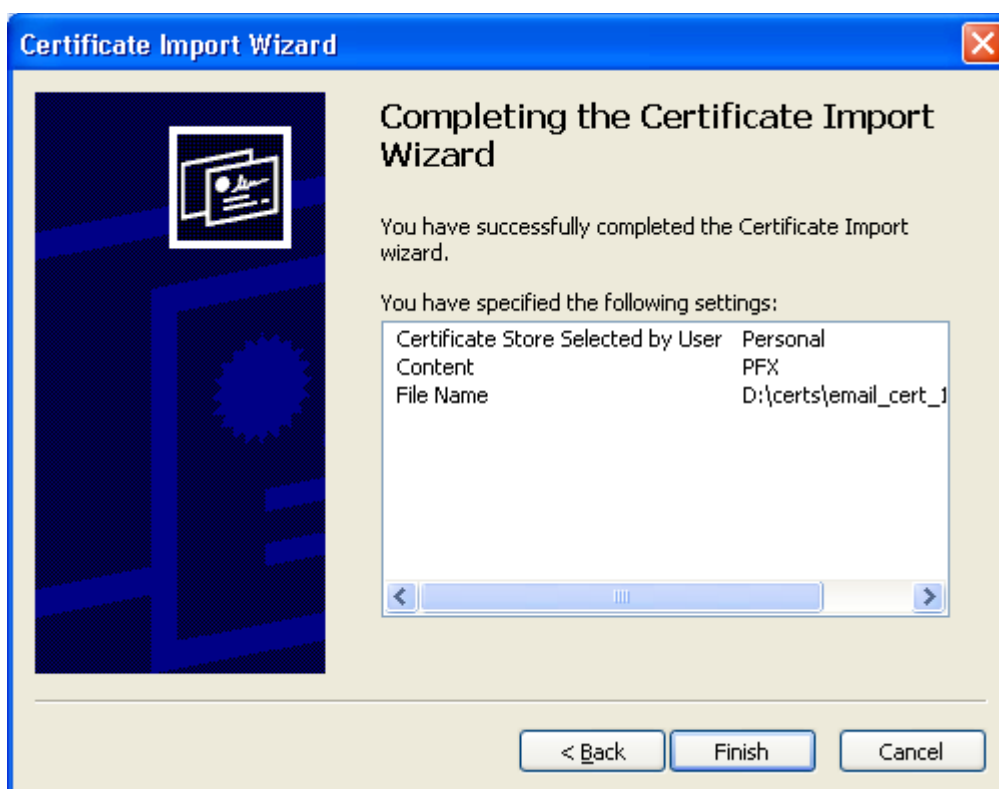 Certificate Import Wizard
Completing the Certificate Import
Wizard
You have successfully completed the Certificate Import
wizard.
You have specified the following settings:
Certificate Store Selected by User Personal
Content PFX
File Name D:\certs\email_cert_1
< Back Finish Cancel